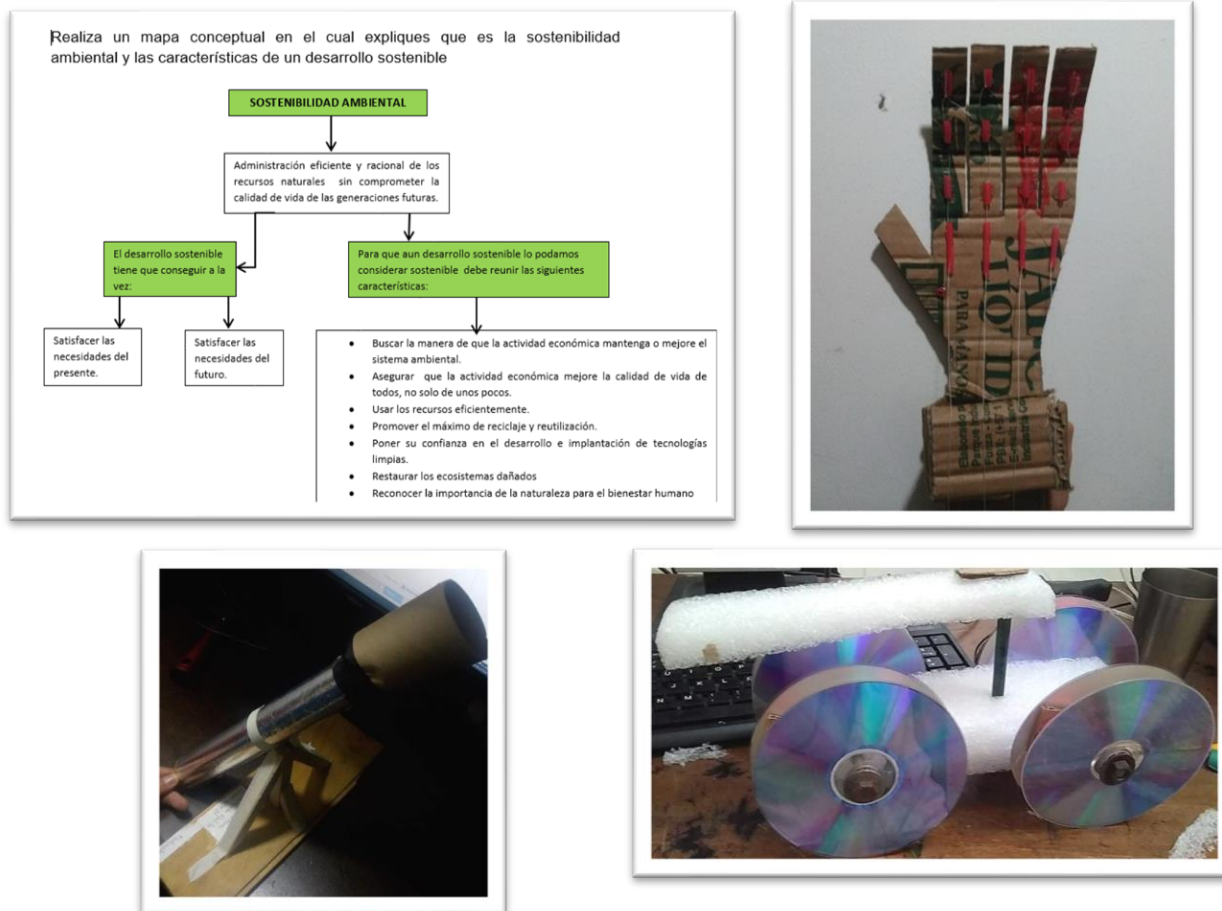 Realiza un mapa conceptual en el cual expliques que es la sostenibilidad
ambiental y las características de un desarrollo sostenible
SOSTENIBILIDAD AMBIENTAL
Administración eficiente y racional de los
recursos naturales sin comprometer la
calidad de vida de las generaciones futuras.
El desarrollo sostenible
tiene que conseguir a la
vez:
Para que aun desarrollo sostenible lo podamos
considerar sostenible debe reunir las siguientes
características:
Satisfacer las
necesidades del
presente.
Satisfacer las
necesidades del
futuro.
• Buscar la manera de que la actividad económica mantenga o mejore el
sistema ambiental.
• Asegurar que la actividad económica mejore la calidad de vida de
todos, no solo de unos pocos.
• Usar los recursos eficientemente.
• Promover el máximo de reciclaje y reutilización.
• Poner su confianza en el desarrollo e implantación de tecnologías
limpias.
• Restaurar los ecosistemas dañados
• Reconocer la importancia de la naturaleza para el bienestar humano
PARA